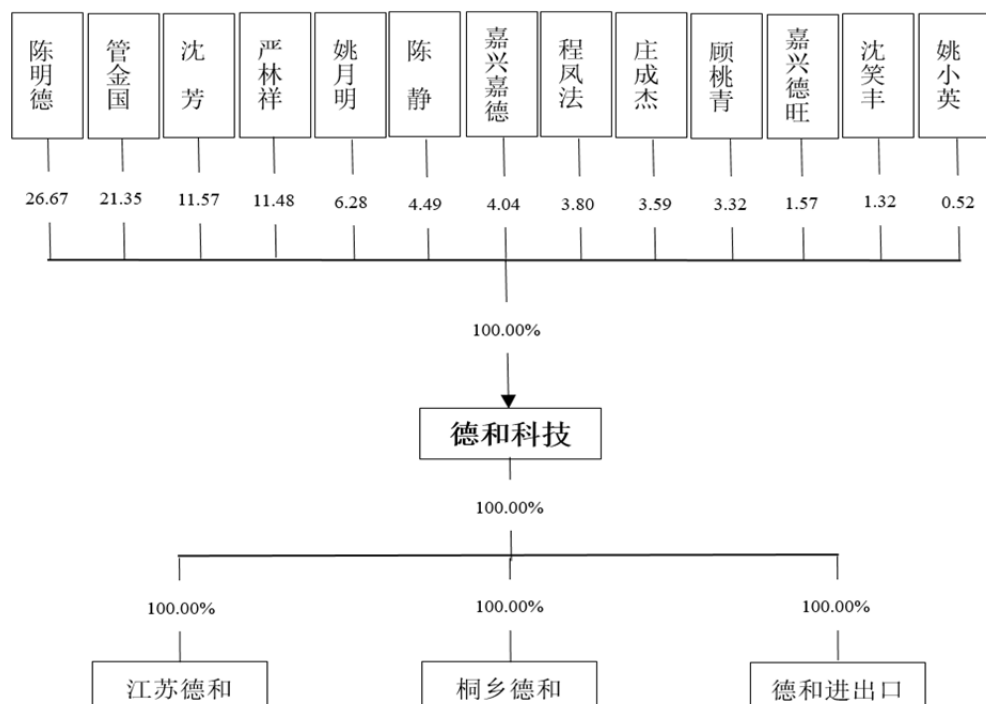 陈明德
管金国
沈 芳
严林祥
姚月明
陈 静
嘉兴嘉德
程凤法
庄成杰
顾桃青
嘉兴德旺
沈笑丰
姚小英
26.67 21.35 11.57 11.48 6.28 4.49 4.04 3.80 3.59 3.32 1.57 1.32 0.52
100.00%
德和科技
100.00%
100.00% 100.00% 100.00%
江苏德和 桐乡德和 德和进出口